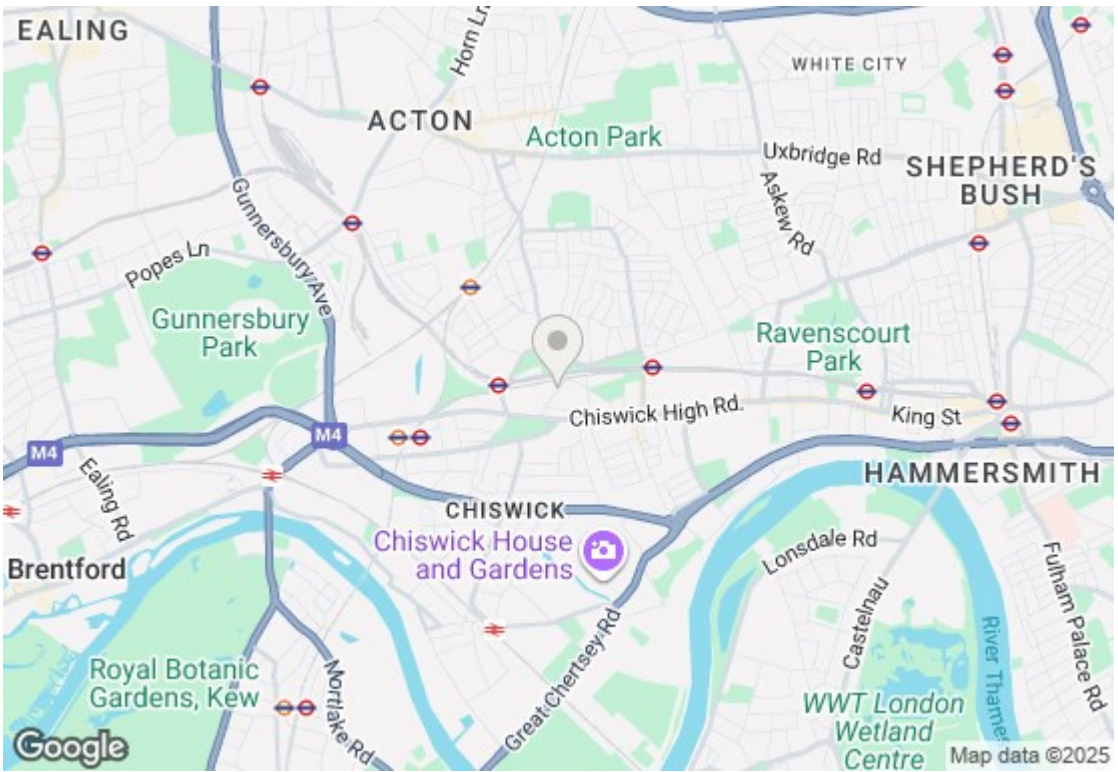 EALING
Horn Ln
WHITE CITY
ACTON
Acton Park
Uxbridge Rd
SHEPHERD'S
BUSH
Gunnersbury Ave
Askew Rd
Popes Ln
Gunnersbury
Park
Ravenscourt
Park
Chiswick High Rd.
King St
M4
M4
Ealing Rd
HAMMERSMITH
CHISWICK
Chiswick House
and Gardens
Lonsdale Rd
Brentford
Fulham Palace Rd
Castelnau
River Thames
Great Chertsey Rd
Royal Botanic
Gardens, Kew
Mortlake Rd
WWT London
Wetland
Centre
Google
Map data ©2025